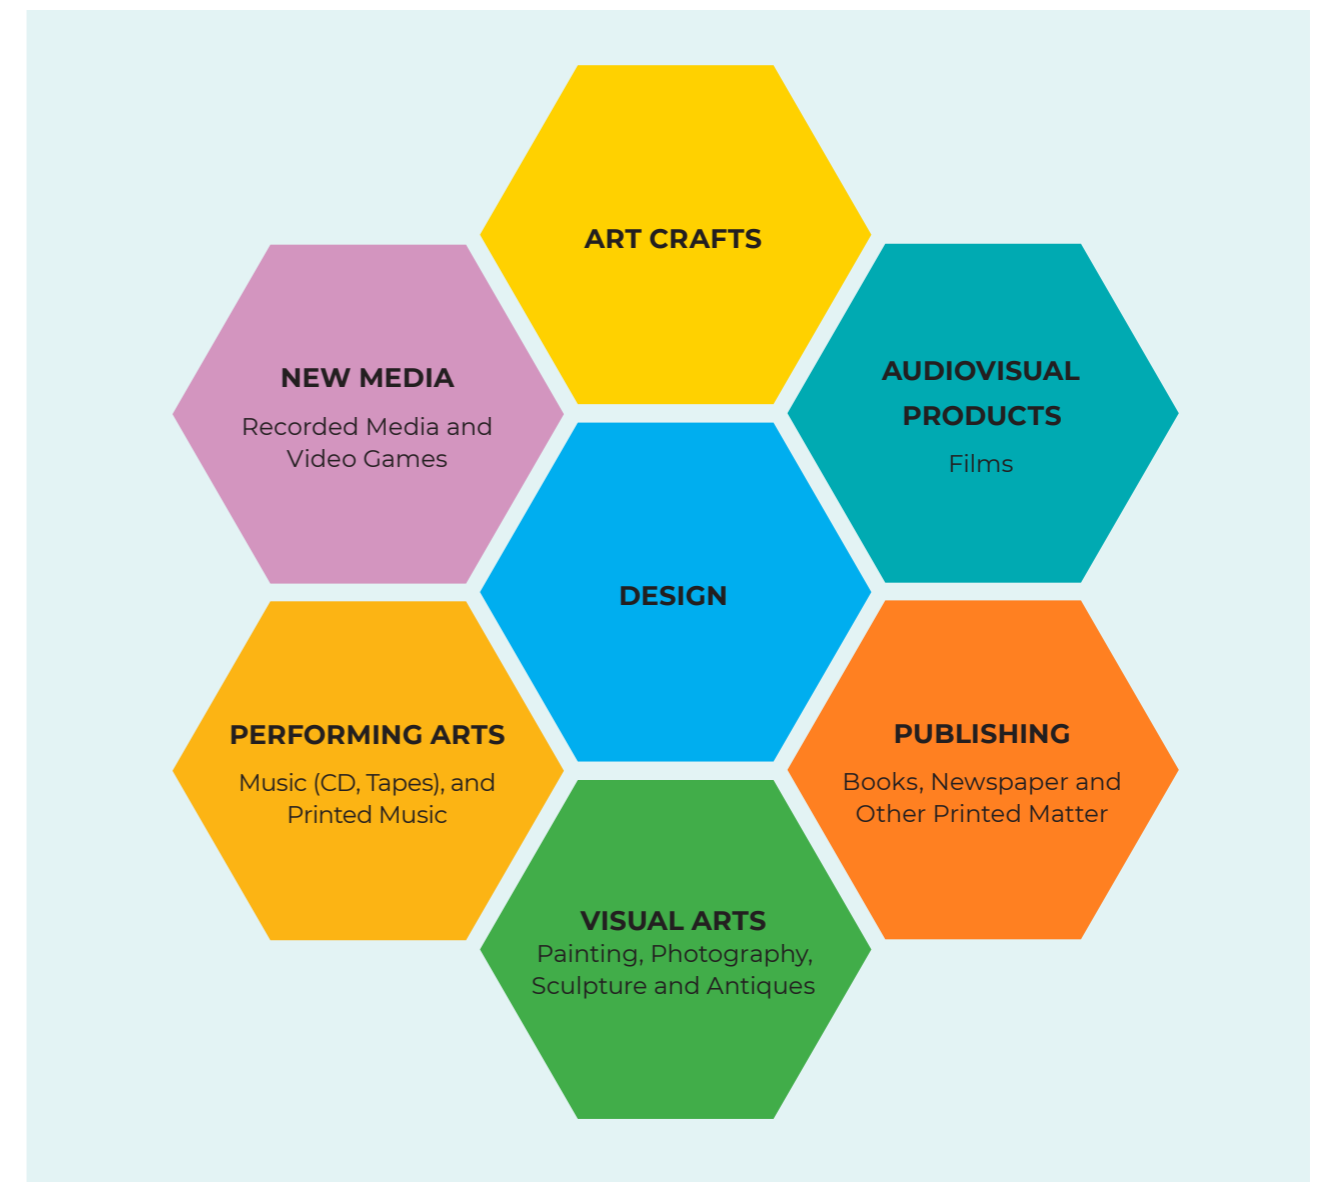 ART CRAFTS
NEW MEDIA
Recorded Media and
Video Games
AUDIOVISUAL
PRODUCTS
Films
DESIGN
PERFORMING ARTS
Music (CD, Tapes), and
Printed Music
PUBLISHING
Books, Newspaper and
Other Printed Matter
VISUAL ARTS
Painting, Photography,
Sculpture and Antiques